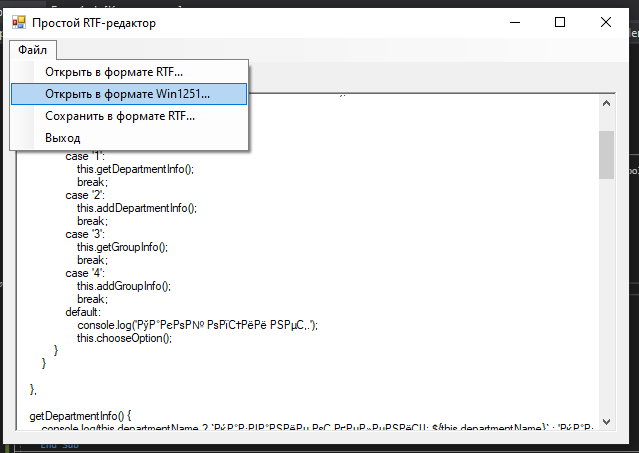 Простой RTF-редактор
Файл
Открыть в формате RTF...
Открыть в формате Win1251...
Сохранить в формате RTF...
Выход
case '1':
this.getDepartmentInfo();
break;
case '2':
this.addDepartmentInfo();
break;
case '3':
this.getGroupInfo();
break;
case '4':
this.addGroupInfo();
break;
default:
console.log('РўР°РєРѕР№ РѕРїС†РёРё РЅРµС‚.');
this.chooseOption();
}
}
},
getDepartmentInfo() {
console.log(this.departmentName ? `РќР°Р·РІР°РЅРёРµ РѕС‚РґРµР»РµРЅРёСЏ: ${this.departmentName}` : 'РќР°Р·
End Sub